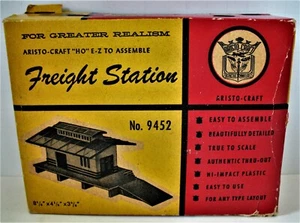 FOR GREATER REALISM
ARISTO-CRAFT "HO" E-Z TO ASSEMBLE
Freight Station
No. 9452
ARISTO-CRAFT
EASY TO ASSEMBLE
BEAUTIFULLY DETAILED
TRUE TO SCALE
AUTHENTIC THRU-OUT
HI-IMPACT PLASTIC
EASY TO USE
FOR ANY TYPE LAYOUT